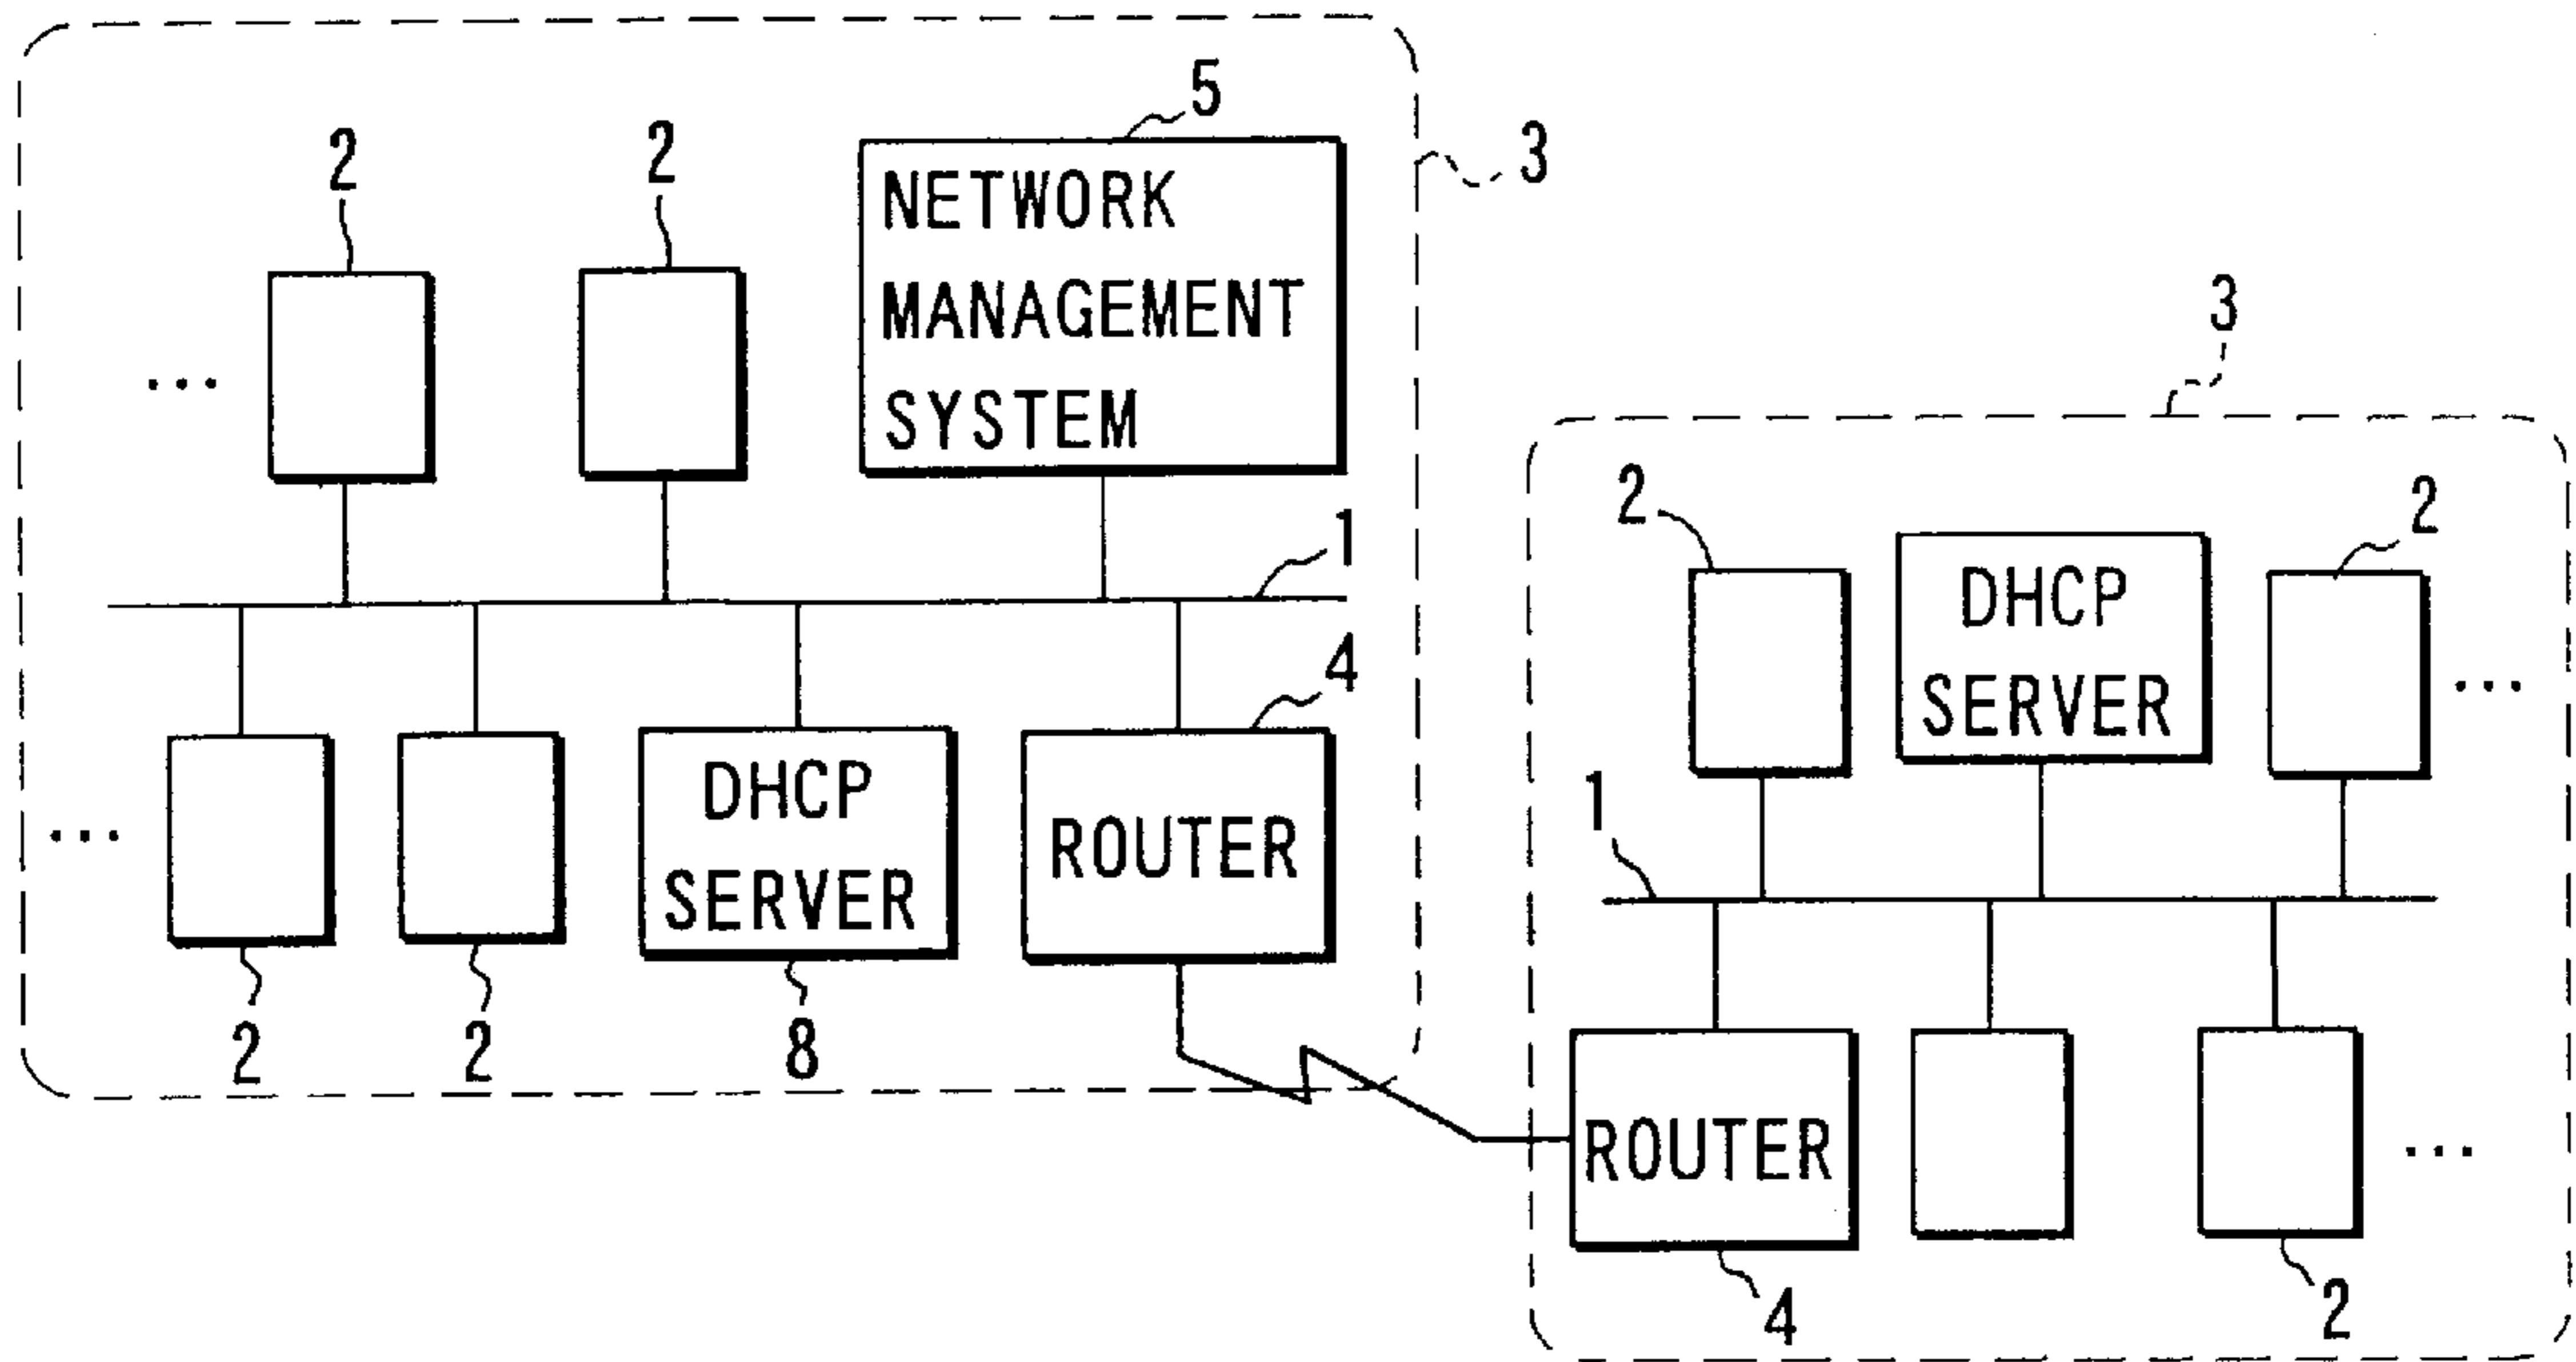 5
2
2
3
NETWORK
MANAGEMENT
SYSTEM
...
1
4
...
DHCP
SERVER
ROUTER
2
2
8
3
2
2
DHCP
SERVER
...
1
ROUTER
...
4
2